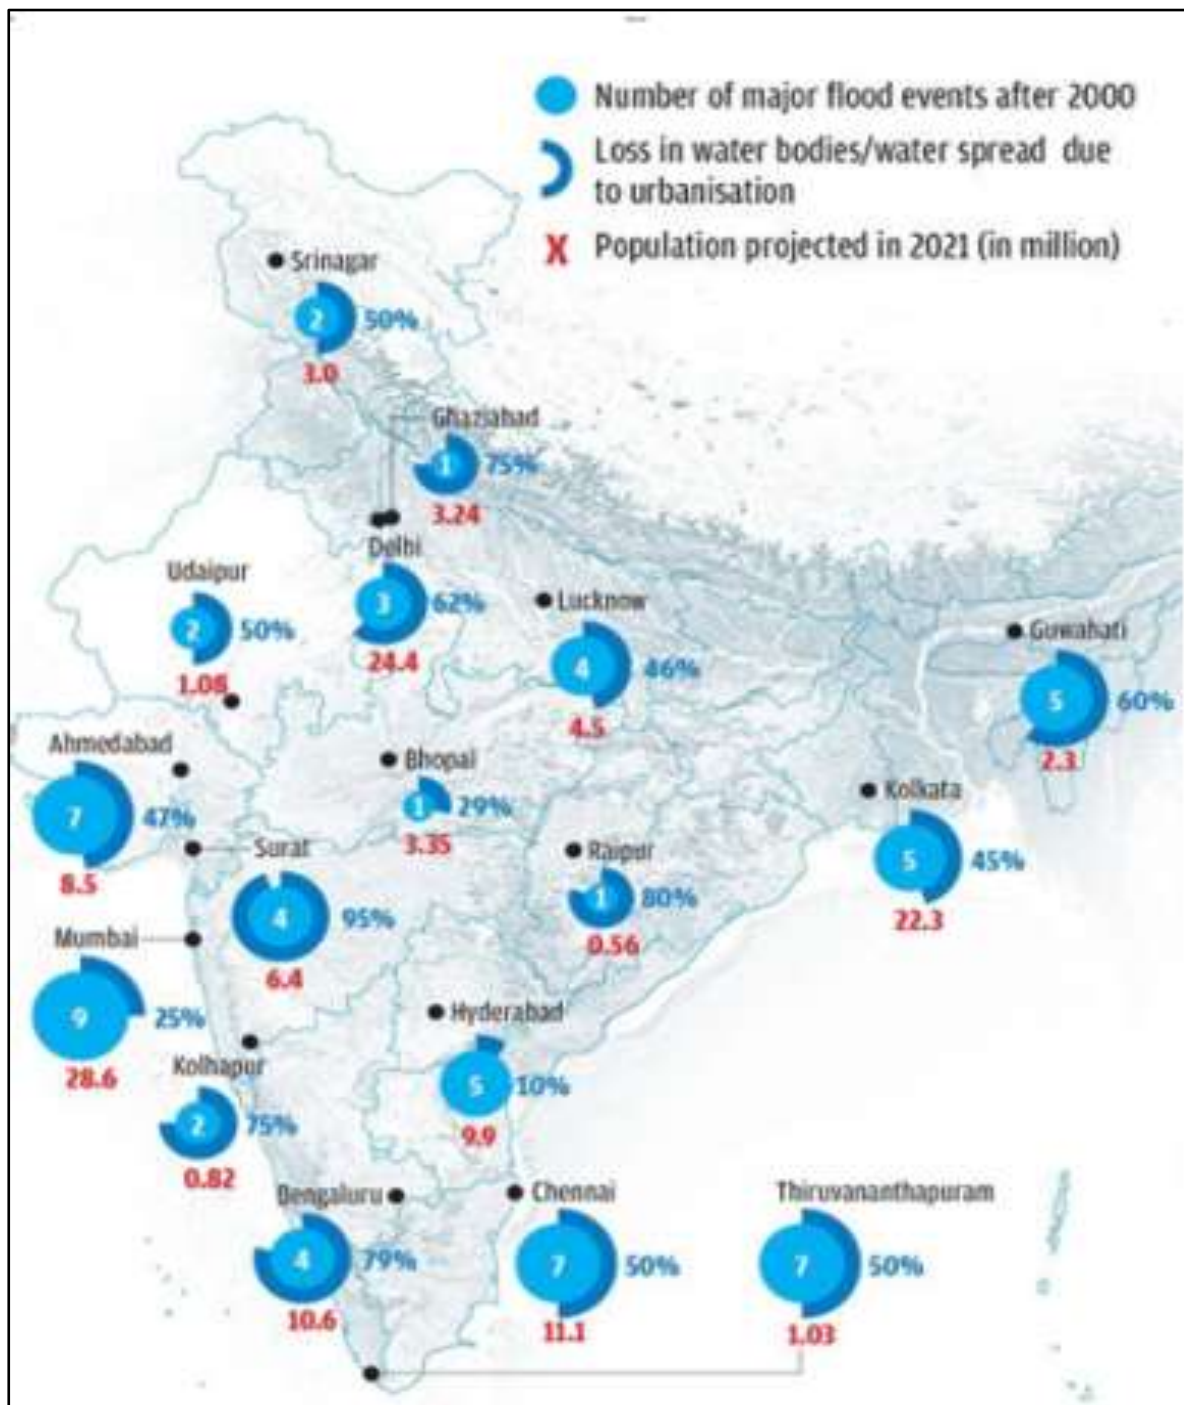 Number of major flood events after 2000
Loss in water bodies/water spread due
to urbanisation
X Population projected in 2021 (in million)
Srinagar
2 50%
3.0
Ghaziabad
1 75%
3.24
Delhi
3 62%
24.4
Udaipur
2 50%
1.08
Lucknow
4 46%
4.5
Guwahati
5 60%
2.3
Ahmedabad
7 47%
8.5
Bhopal
1 29%
3.35
Kolkata
5 45%
22.3
Surat
4 95%
6.4
Raipur
1 80%
0.56
Mumbai
9 25%
28.6
Hyderabad
5 10%
9.9
Kolhapur
2 75%
0.82
Bengaluru
4 79%
10.6
Chennai
7 50%
11.1
Thiruvananthapuram
7 50%
1.03